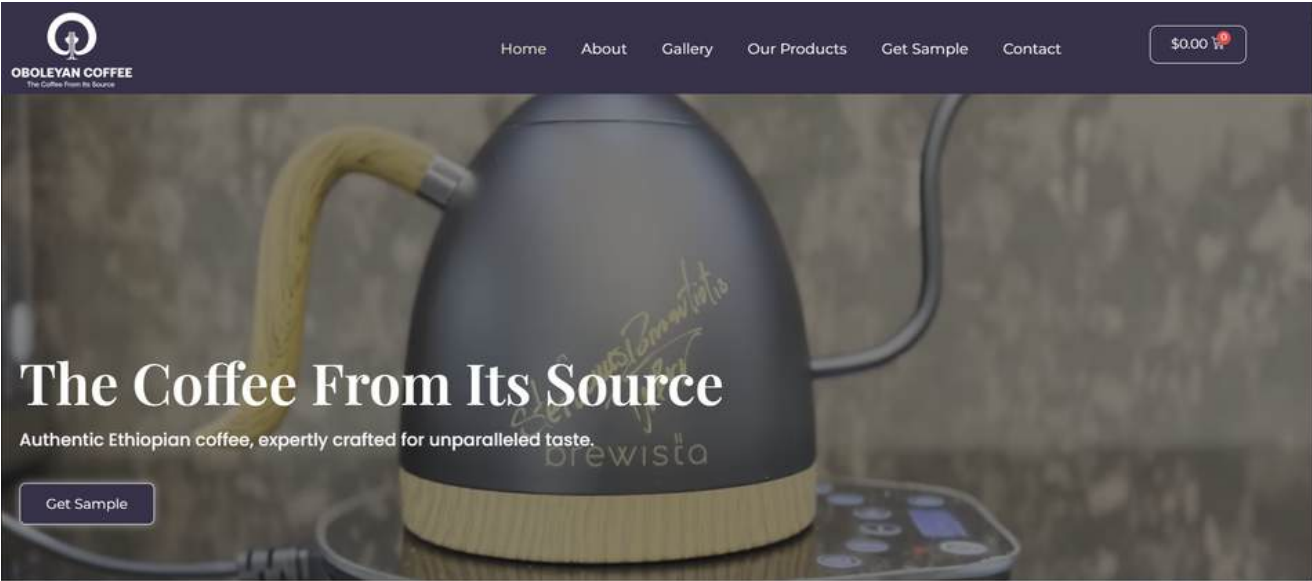 OBOLEYAN COFFEE
The Coffee From Its Source
Home About Gallery Our Products Get Sample Contact
$0.00 0
The Coffee From Its Source
Authentic Ethiopian coffee, expertly crafted for unparalleled taste.
brewista
Get Sample